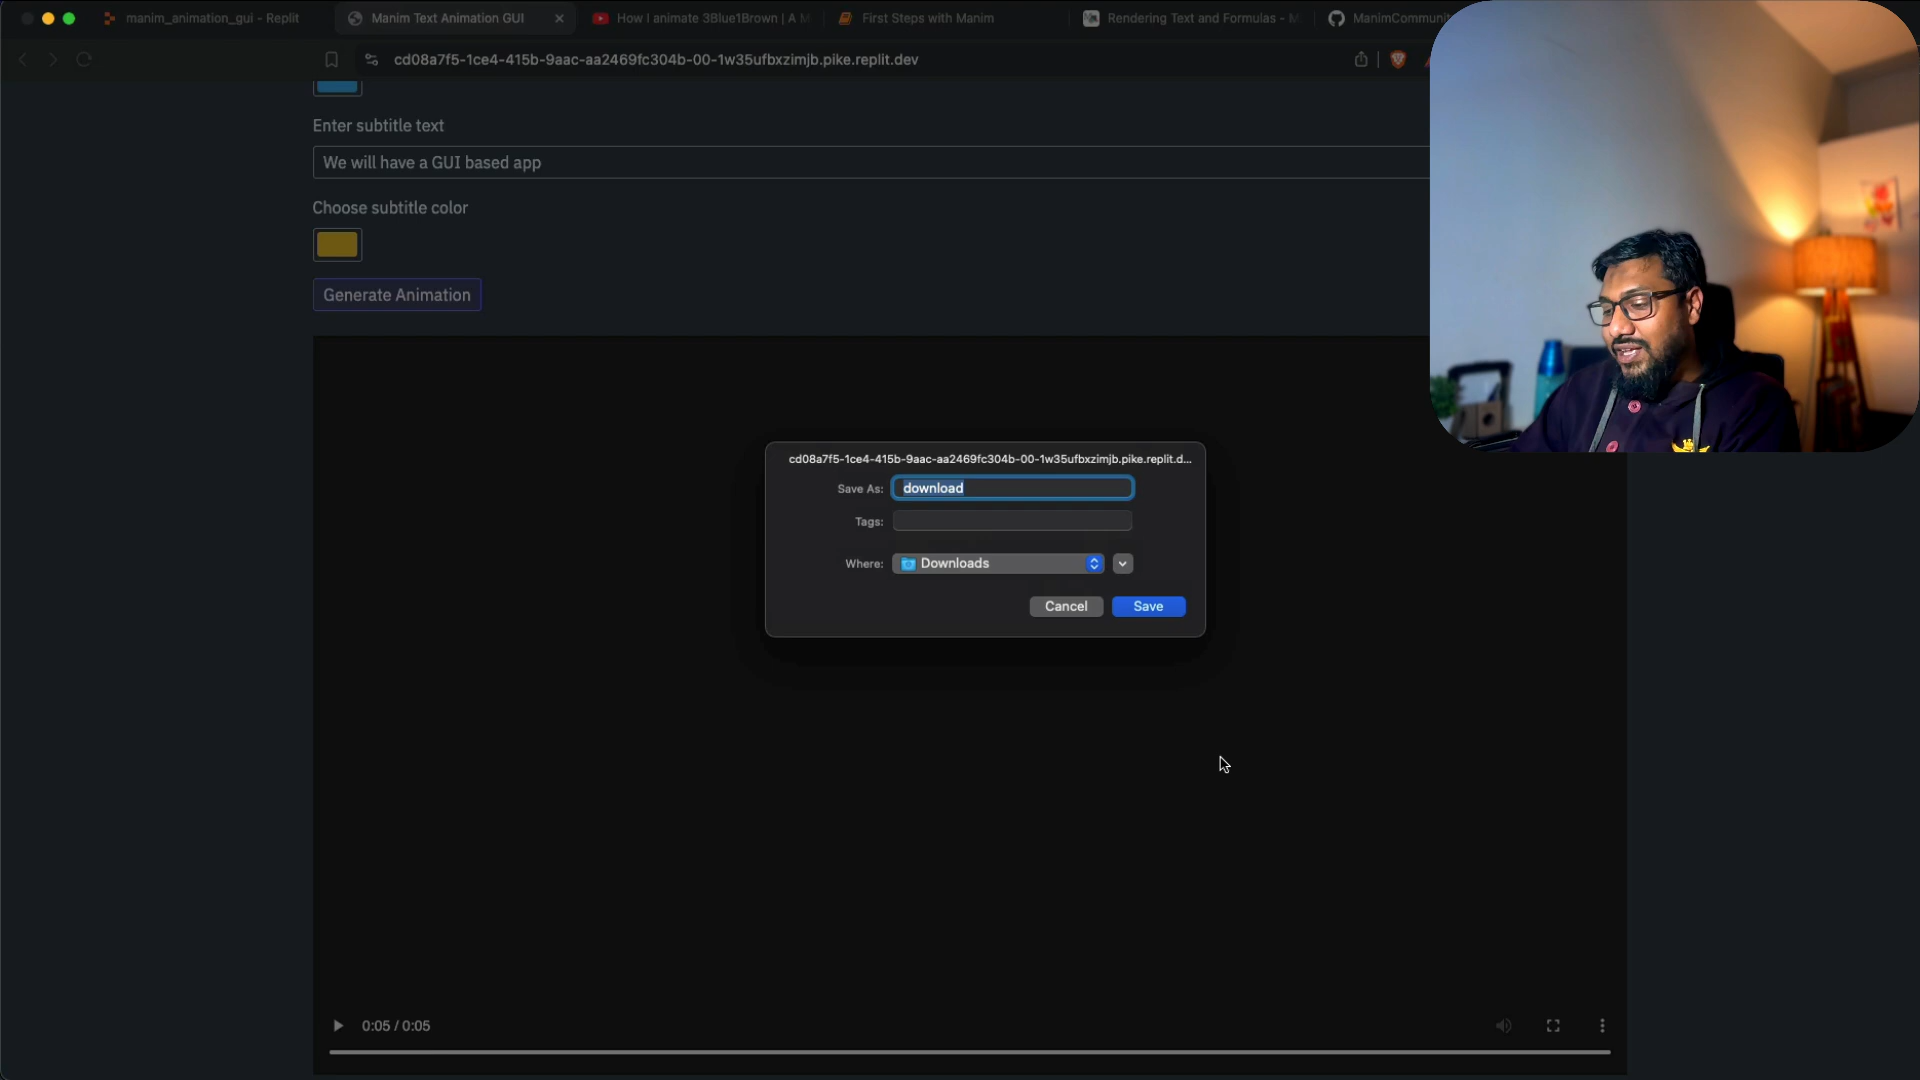 manim_animation_gui - Replit
Manim Text Animation GUI
How I animate 3Blue1Brown | A M
First Steps with Manim
Rendering Text and Formulas - M
ManimCommunit
cd08a7f5-1ce4-415b-9aac-aa2469fc304b-00-1w35ufbxzimjb.pike.replit.dev
Enter subtitle text
We will have a GUI based app
Choose subtitle color
Generate Animation
cd08a7f5-1ce4-415b-9aac-aa2469fc304b-00-1w35ufbxzimjb.pike.replit.d...
Save As: download
Tags:
Where: Downloads
Cancel Save
0:05 / 0:05